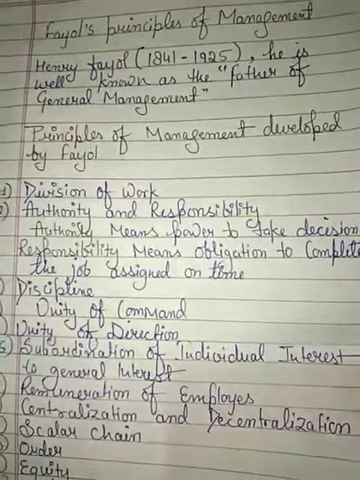 Fayol's principles of Management
Henry fayol (1841-1925), he is
well known as the "father of
General Management"
Principles of Management developed
by Fayol
1) Division of Work
2) Authority and Responsibility
Authority Means power to take decision
Responsibility Means obligation to Complete
the job assigned on time
) Discipline
) Unity of Command
) Unity of Direction
6) Subordination of Individual Interest
to general Interest
) Remuneration of Employes
) Centralization and Decentralization
) Scalar chain
) Order
) Equity